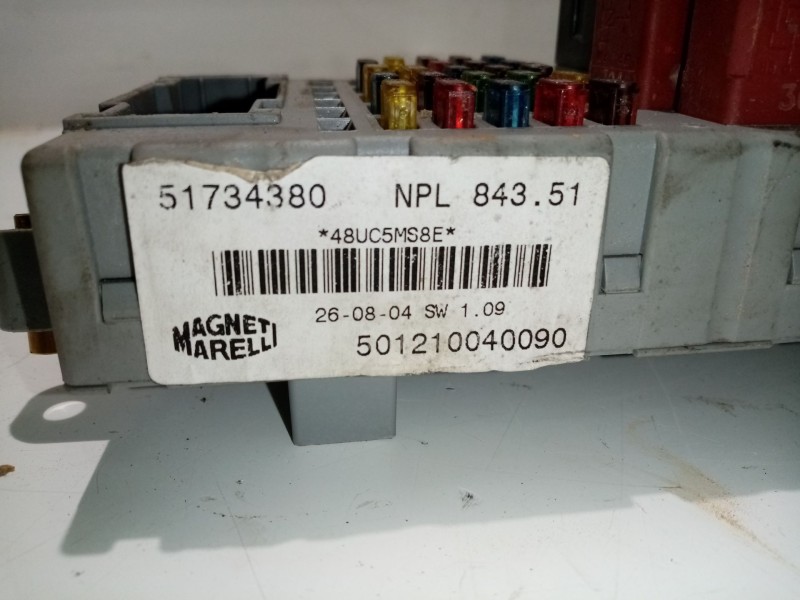 51734380 NPL 843.51
*48UC5MS8E*
26-08-04 SW 1.09
MAGNETI
MARELLI
501210040090